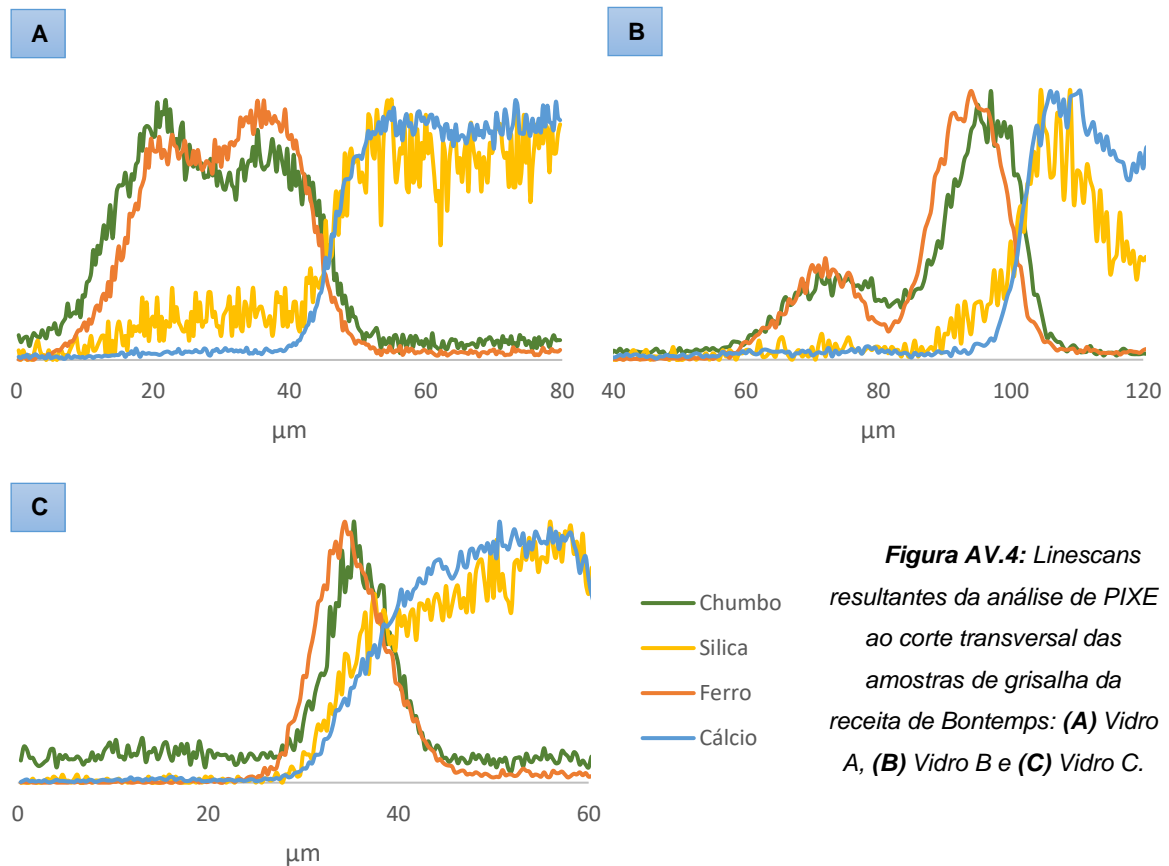 A
0 20 40 60 80
µm
B
40 60 80 100 120
µm
C
0 20 40 60
µm
Chumbo
Silica
Ferro
Cálcio
Figura AV.4: Linescans
resultantes da análise de PIXE
ao corte transversal das
amostras de grisalha da
receita de Bontemps: (A) Vidro
A, (B) Vidro B e (C) Vidro C.